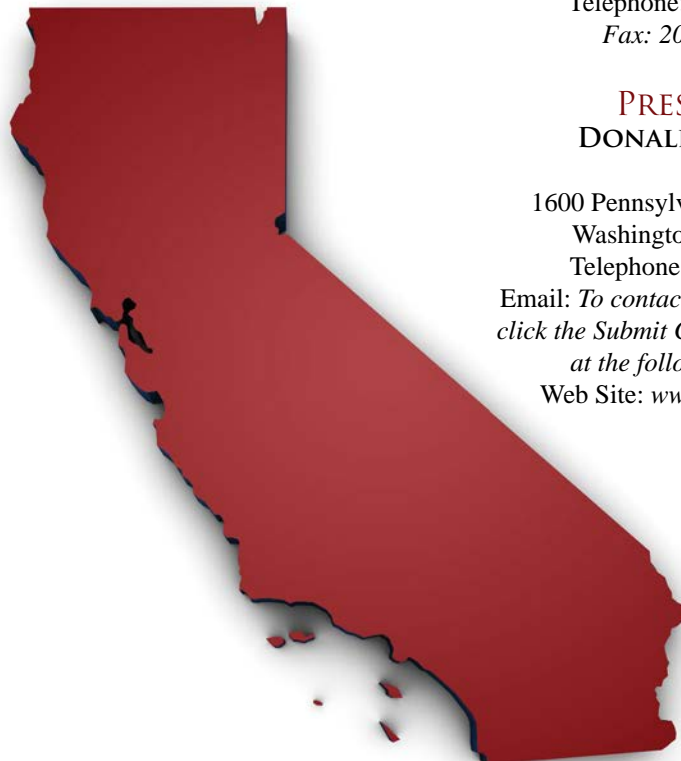 Telephone
Fax: 20
PRES
DONAL
1600 Pennsylv
Washingto
Telephone
Email: To contac
click the Submit
at the follo
Web Site: ww